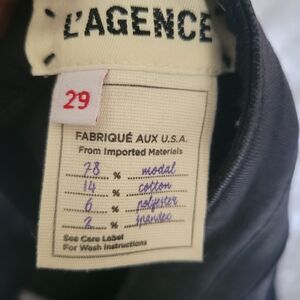 L'AGENCE
29
FABRIQUÉ AUX U.S.A.
From Imported Materials
78 % modal
14 % cotton
6 % polyester
2 % spandex
See Care Label
For Wash Instructions